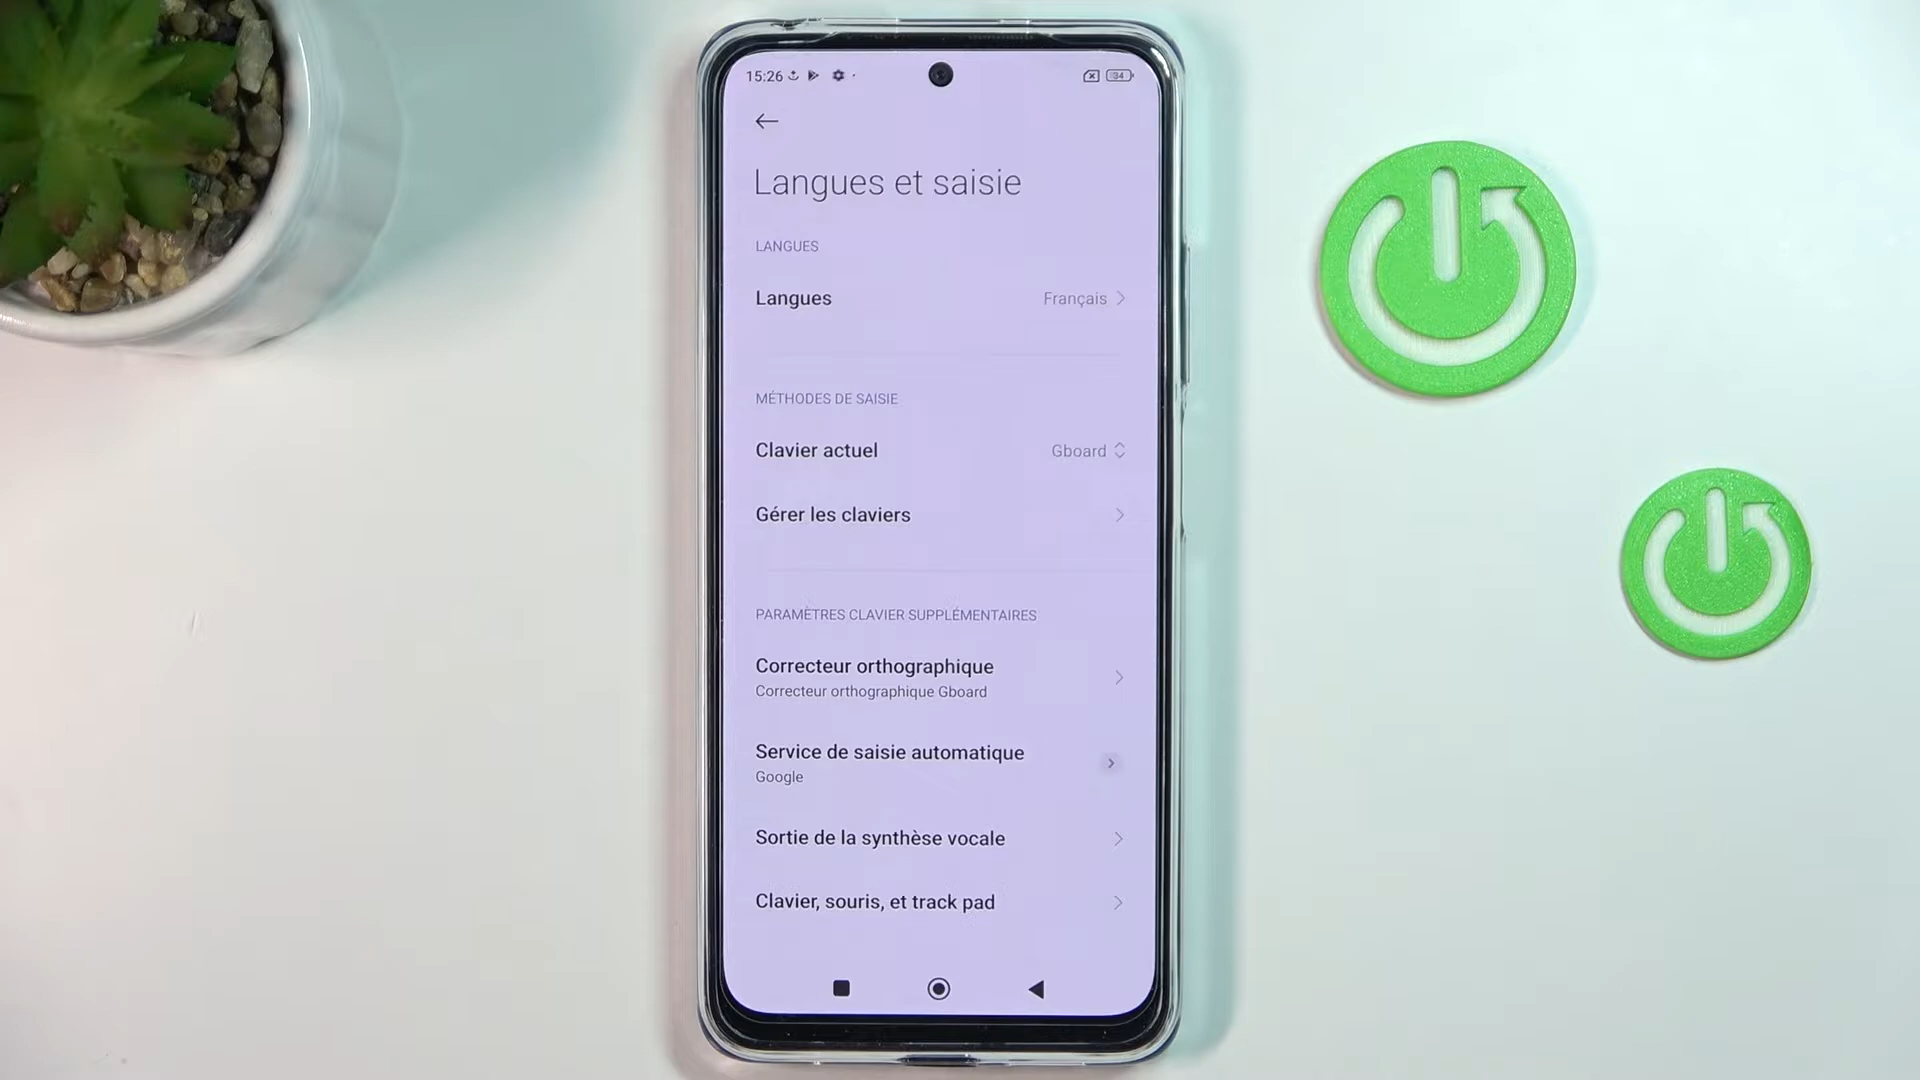 15:26 34
Langues et saisie
LANGUES
Langues Français
MÉTHODES DE SAISIE
Clavier actuel Gboard
Gérer les claviers
PARAMÈTRES CLAVIER SUPPLÉMENTAIRES
Correcteur orthographique
Correcteur orthographique Gboard
Service de saisie automatique
Google
Sortie de la synthèse vocale
Clavier, souris, et track pad